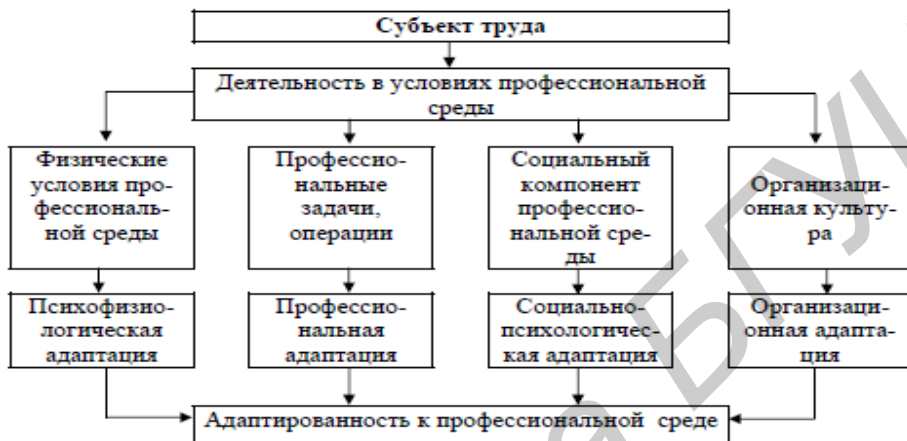 Субъект труда
Деятельность в условиях профессиональной
среды
Физические
условия про-
фессиональ-
ной среды
Профессио-
нальные
задачи,
операции
Социальный
компонент
профессио-
нальной сре-
ды
Организаци-
онная культу-
ра
Психофизио-
логическая
адаптация
Профессио-
нальная
адаптация
Социально-
психологичес-
кая адаптация
Организаци-
онная адапта-
ция
Адаптированность к профессиональной среде
БГУ